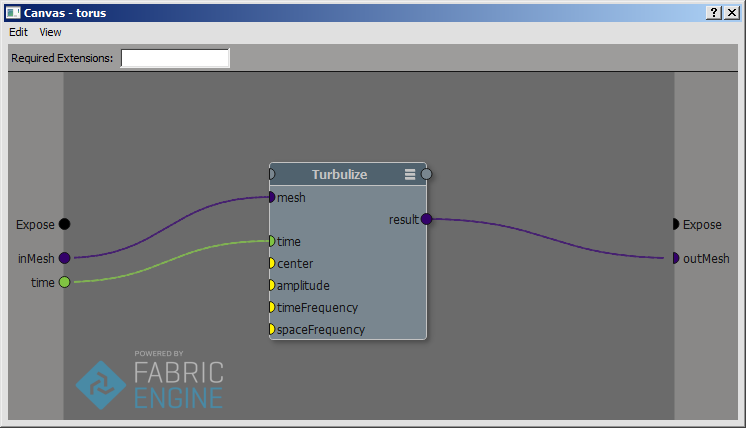 Canvas - torus
Edit View
Required Extensions:
Turbulize
mesh
result
time
center
amplitude
timeFrequency
spaceFrequency
Expose
inMesh
time
Expose
outMesh
POWERED BY
FABRIC
ENGINE